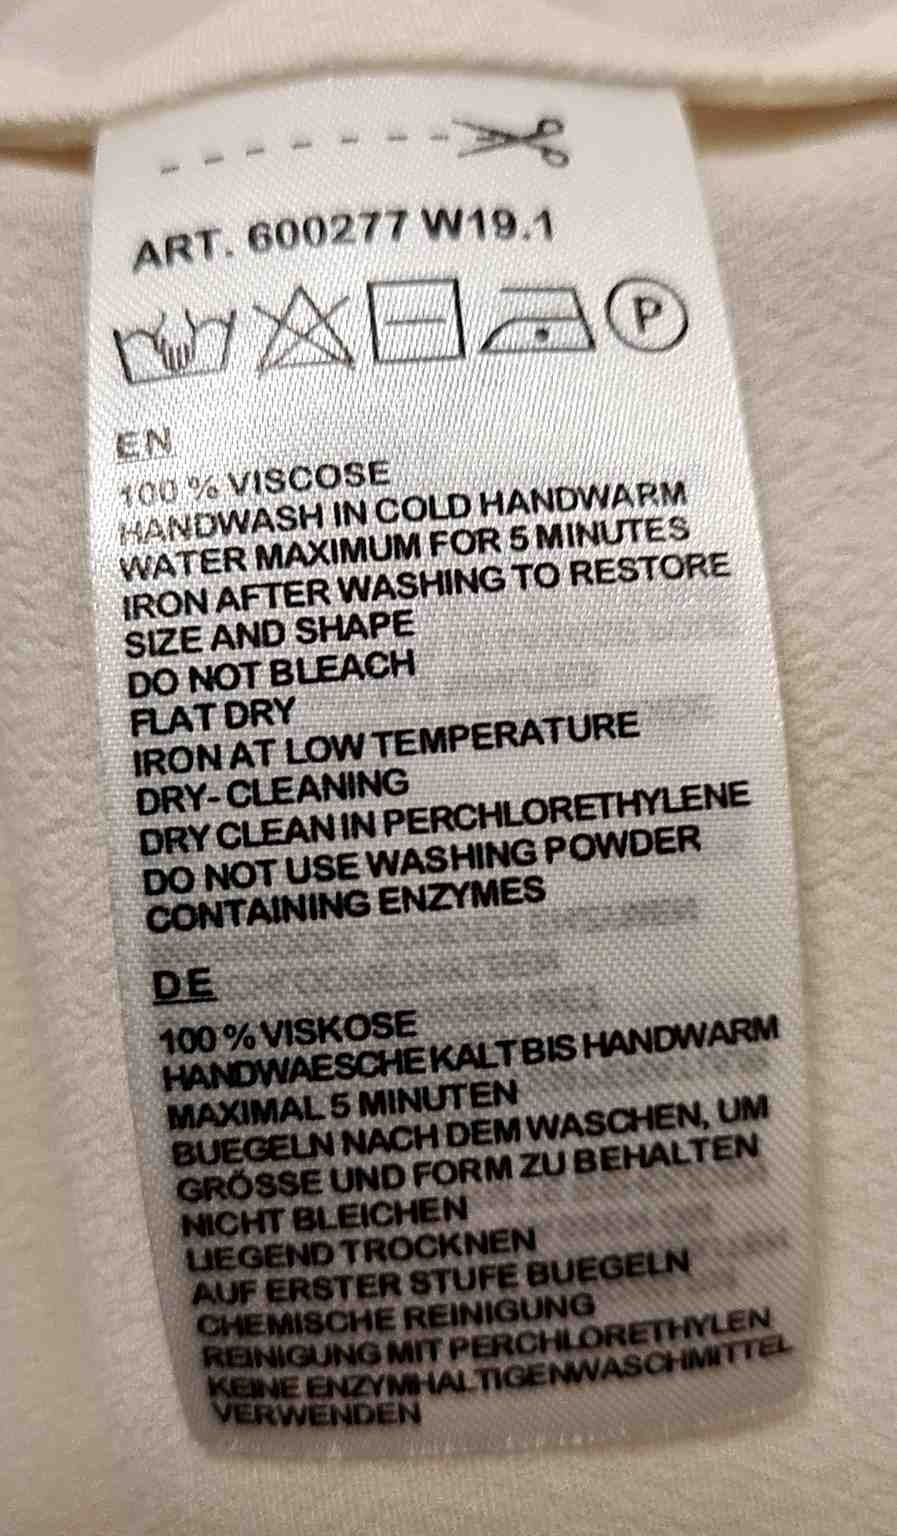 ART. 600277 W19.1
P
EN
100 % VISCOSE
HANDWASH IN COLD HANDWARM
WATER MAXIMUM FOR 5 MINUTES
IRON AFTER WASHING TO RESTORE
SIZE AND SHAPE
DO NOT BLEACH
FLAT DRY
IRON AT LOW TEMPERATURE
DRY- CLEANING
DRY CLEAN IN PERCHLORETHYLENE
DO NOT USE WASHING POWDER
CONTAINING ENZYMES
DE
100 % VISKOSE
HANDWAESCHE KALT BIS HANDWARM
MAXIMAL 5 MINUTEN
BUEGELN NACH DEM WASCHEN, UM
GRÖSSE UND FORM ZU BEHALTEN
NICHT BLEICHEN
LIEGEND TROCKNEN
AUF ERSTER STUFE BUEGELN
CHEMISCHE REINIGUNG
REINIGUNG MIT PERCHLORETHYLEN
KEINE ENZYMHALTIGEN WASCHMITTEL
VERWENDEN